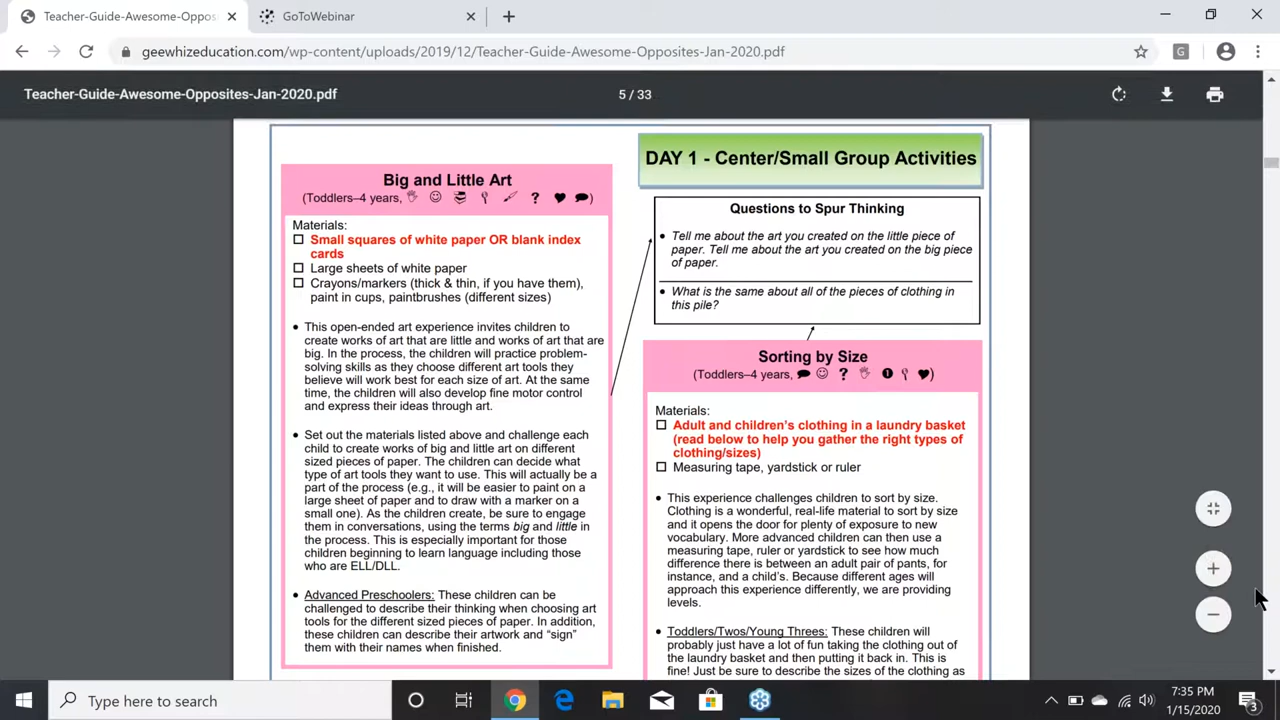 Teacher-Guide-Awesome-Oppos
GoToWebinar
geewhizeducation.com/wp-content/uploads/2019/12/Teacher-Guide-Awesome-Opposites-Jan-2020.pdf
G
Teacher-Guide-Awesome-Opposites-Jan-2020.pdf
5 / 33
Big and Little Art
(Toddlers–4 years, ? )
Materials:
Small squares of white paper OR blank index
cards
Large sheets of white paper
Crayons/markers (thick & thin, if you have them),
paint in cups, paintbrushes (different sizes)
• This open-ended art experience invites children to
create works of art that are little and works of art that are
big. In the process, the children will practice problem-
solving skills as they choose different art tools they
believe will work best for each size of art. At the same
time, the children will also develop fine motor control
and express their ideas through art.
• Set out the materials listed above and challenge each
child to create works of big and little art on different
sized pieces of paper. The children can decide what
type of art tools they want to use. This will actually be a
part of the process (e.g., it will be easier to paint on a
large sheet of paper and to draw with a marker on a
small one). As the children create, be sure to engage
them in conversations, using the terms big and little in
the process. This is especially important for those
children beginning to learn language including those
who are ELL/DLL.
• Advanced Preschoolers: These children can be
challenged to describe their thinking when choosing art
tools for the different sized pieces of paper. In addition,
these children can describe their artwork and “sign”
them with their names when finished.
DAY 1 - Center/Small Group Activities
Questions to Spur Thinking
• Tell me about the art you created on the little piece of
paper. Tell me about the art you created on the big piece
of paper.
• What is the same about all of the pieces of clothing in
this pile?
Sorting by Size
(Toddlers–4 years, ? 1 )
Materials:
Adult and children’s clothing in a laundry basket
(read below to help you gather the right types of
clothing/sizes)
Measuring tape, yardstick or ruler
• This experience challenges children to sort by size.
Clothing is a wonderful, real-life material to sort by size
and it opens the door for plenty of exposure to new
vocabulary. More advanced children can then use a
measuring tape, ruler or yardstick to see how much
difference there is between an adult pair of pants, for
instance, and a child’s. Because different ages will
approach this experience differently, we are providing
levels.
• Toddlers/Twos/Young Threes: These children will
probably just have a lot of fun taking the clothing out of
the laundry basket and then putting it back in. This is
fine! Just be sure to describe the sizes of the clothing as
Type here to search
7:35 PM
1/15/2020
3